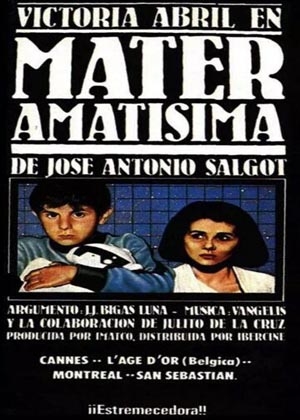 VICTORIA ABRIL EN
MATER
AMATISIMA
DE JOSE ANTONIO SALGOT
ARGUMENTO: J.J. BIGAS LUNA - MUSICA: VANGELIS
Y LA COLABORACION DE JULITO DE LA CRUZ
PRODUCIDA POR IMATCO, DISTRIBUIDA POR IBERCINE
CANNES -- L'AGE D'OR (Belgica) --
MONTREAL -- SAN SEBASTIAN.
¡¡Estremecedora!!